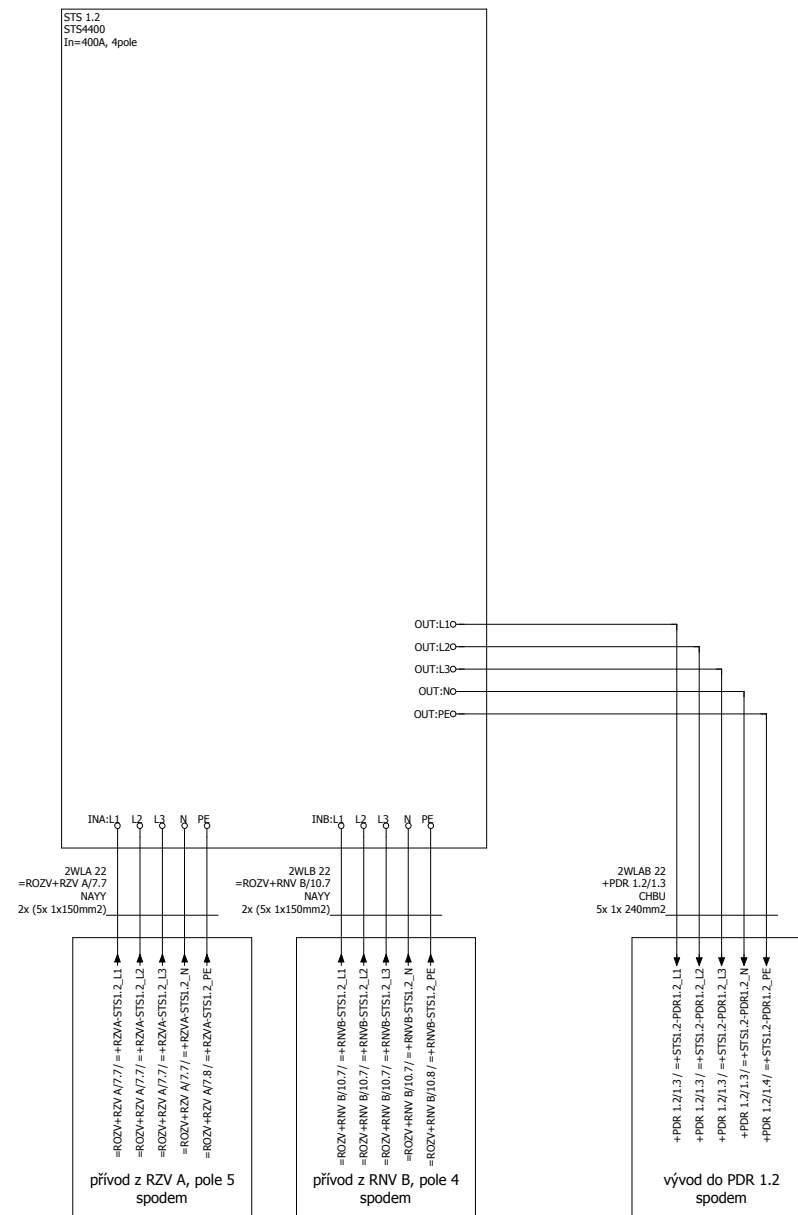 STS 1.2
STS4400
In=400A, 4pole
OUT:L1
OUT:L2
OUT:L3
OUT:N
OUT:PE
INA:L1 L2 L3 N PE
INB:L1 L2 L3 N PE
2WLA 22
=ROZV+RZV A/7.7
NAYY
2x (5x 1x150mm2)
2WLB 22
=ROZV+RNV B/10.7
NAYY
2x (5x 1x150mm2)
2WLAB 22
+PDR 1.2/1.3
CHBU
5x 1x 240mm2
=ROZV+RZV A/7.7/ =+RZVA-STS1.2_L1
=ROZV+RZV A/7.7/ =+RZVA-STS1.2_L2
=ROZV+RZV A/7.7/ =+RZVA-STS1.2_L3
=ROZV+RZV A/7.7/ =+RZVA-STS1.2_N
=ROZV+RZV A/7.8/ =+RZVA-STS1.2_PE
=ROZV+RNV B/10.7/ =+RNVB-STS1.2_L1
=ROZV+RNV B/10.7/ =+RNVB-STS1.2_L2
=ROZV+RNV B/10.7/ =+RNVB-STS1.2_L3
=ROZV+RNV B/10.7/ =+RNVB-STS1.2_N
=ROZV+RNV B/10.8/ =+RNVB-STS1.2_PE
+PDR 1.2/1.3/ =+STS1.2-PDR1.2_L1
+PDR 1.2/1.3/ =+STS1.2-PDR1.2_L2
+PDR 1.2/1.3/ =+STS1.2-PDR1.2_L3
+PDR 1.2/1.3/ =+STS1.2-PDR1.2_N
+PDR 1.2/1.4/ =+STS1.2-PDR1.2_PE
přívod z RZV A, pole 5
spodem
přívod z RNV B, pole 4
spodem
vývod do PDR 1.2
spodem